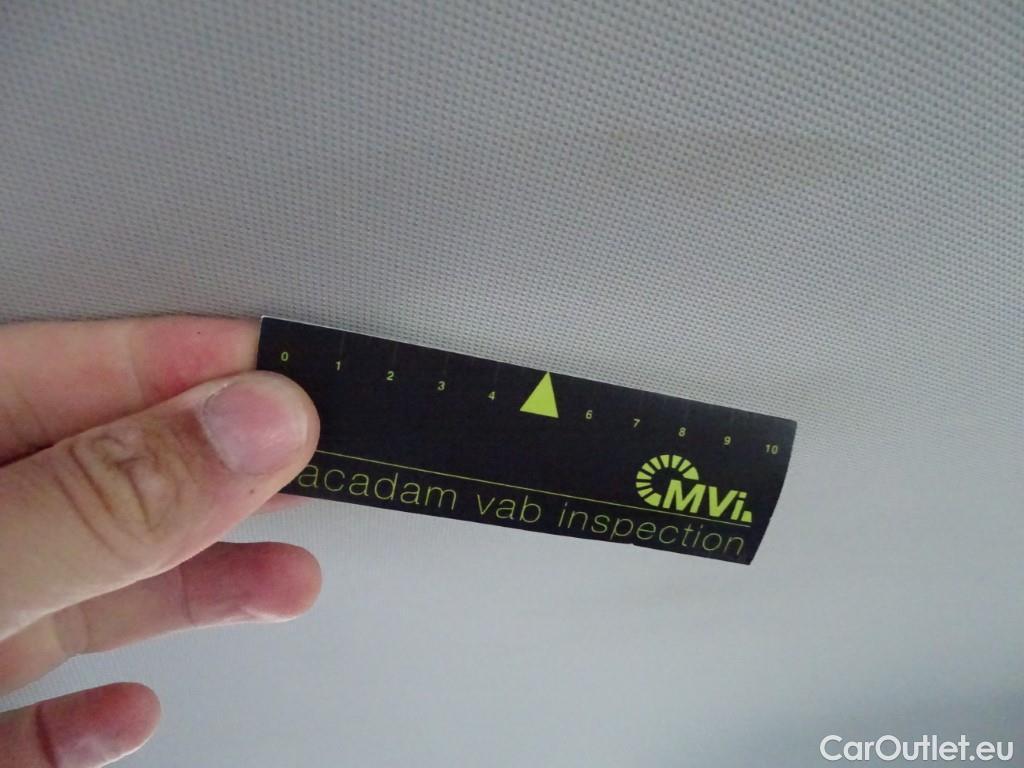 0 1 2 3 4 6 7 8 9 10
MVi
acadam vab inspection
CarOutlet.eu